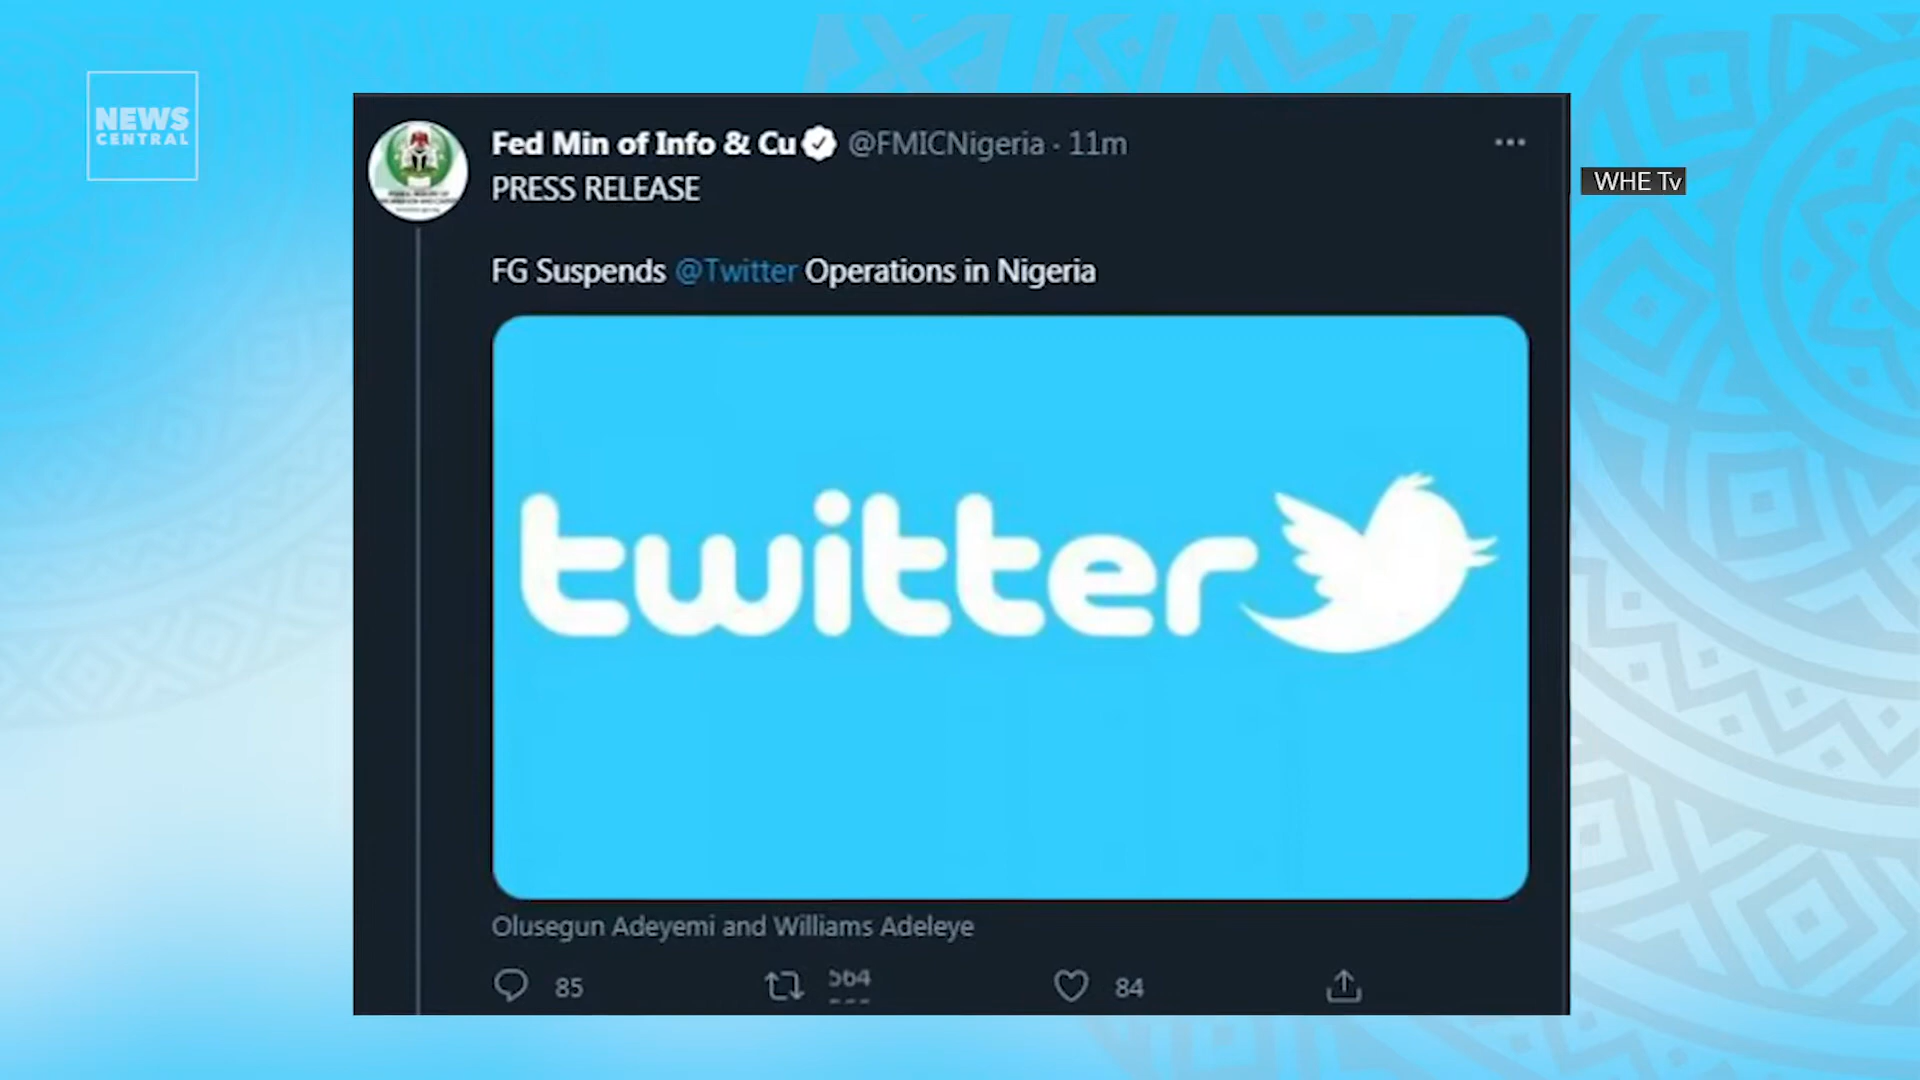 NEWS
CENTRAL
Fed Min of Info & Cu @FMICNigeria · 11m
PRESS RELEASE
WHE Tv
FG Suspends @Twitter Operations in Nigeria
twitter
Olusegun Adeyemi and Williams Adeleye
85 564 84